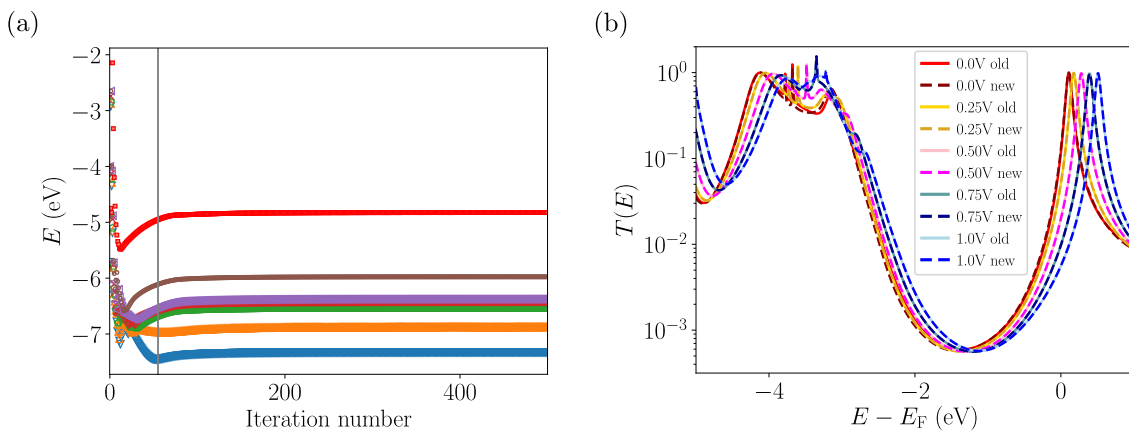 (a)
E (eV)
−2
−3
−4
−5
−6
−7
0
200
400
Iteration number
(b)
T(E)
10⁰
10⁻¹
10⁻²
10⁻³
0.0V old
0.0V new
0.25V old
0.25V new
0.50V old
0.50V new
0.75V old
0.75V new
1.0V old
1.0V new
−4
−2
0
E − E_F (eV)